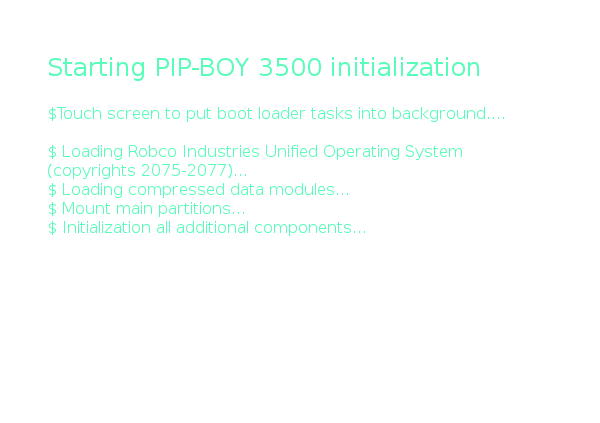 Starting PIP-BOY 3500 initialization
$Touch screen to put boot loader tasks into background....
$ Loading Robco Industries Unified Operating System
(copyrights 2075-2077)...
$ Loading compressed data modules...
$ Mount main partitions...
$ Initialization all additional components...